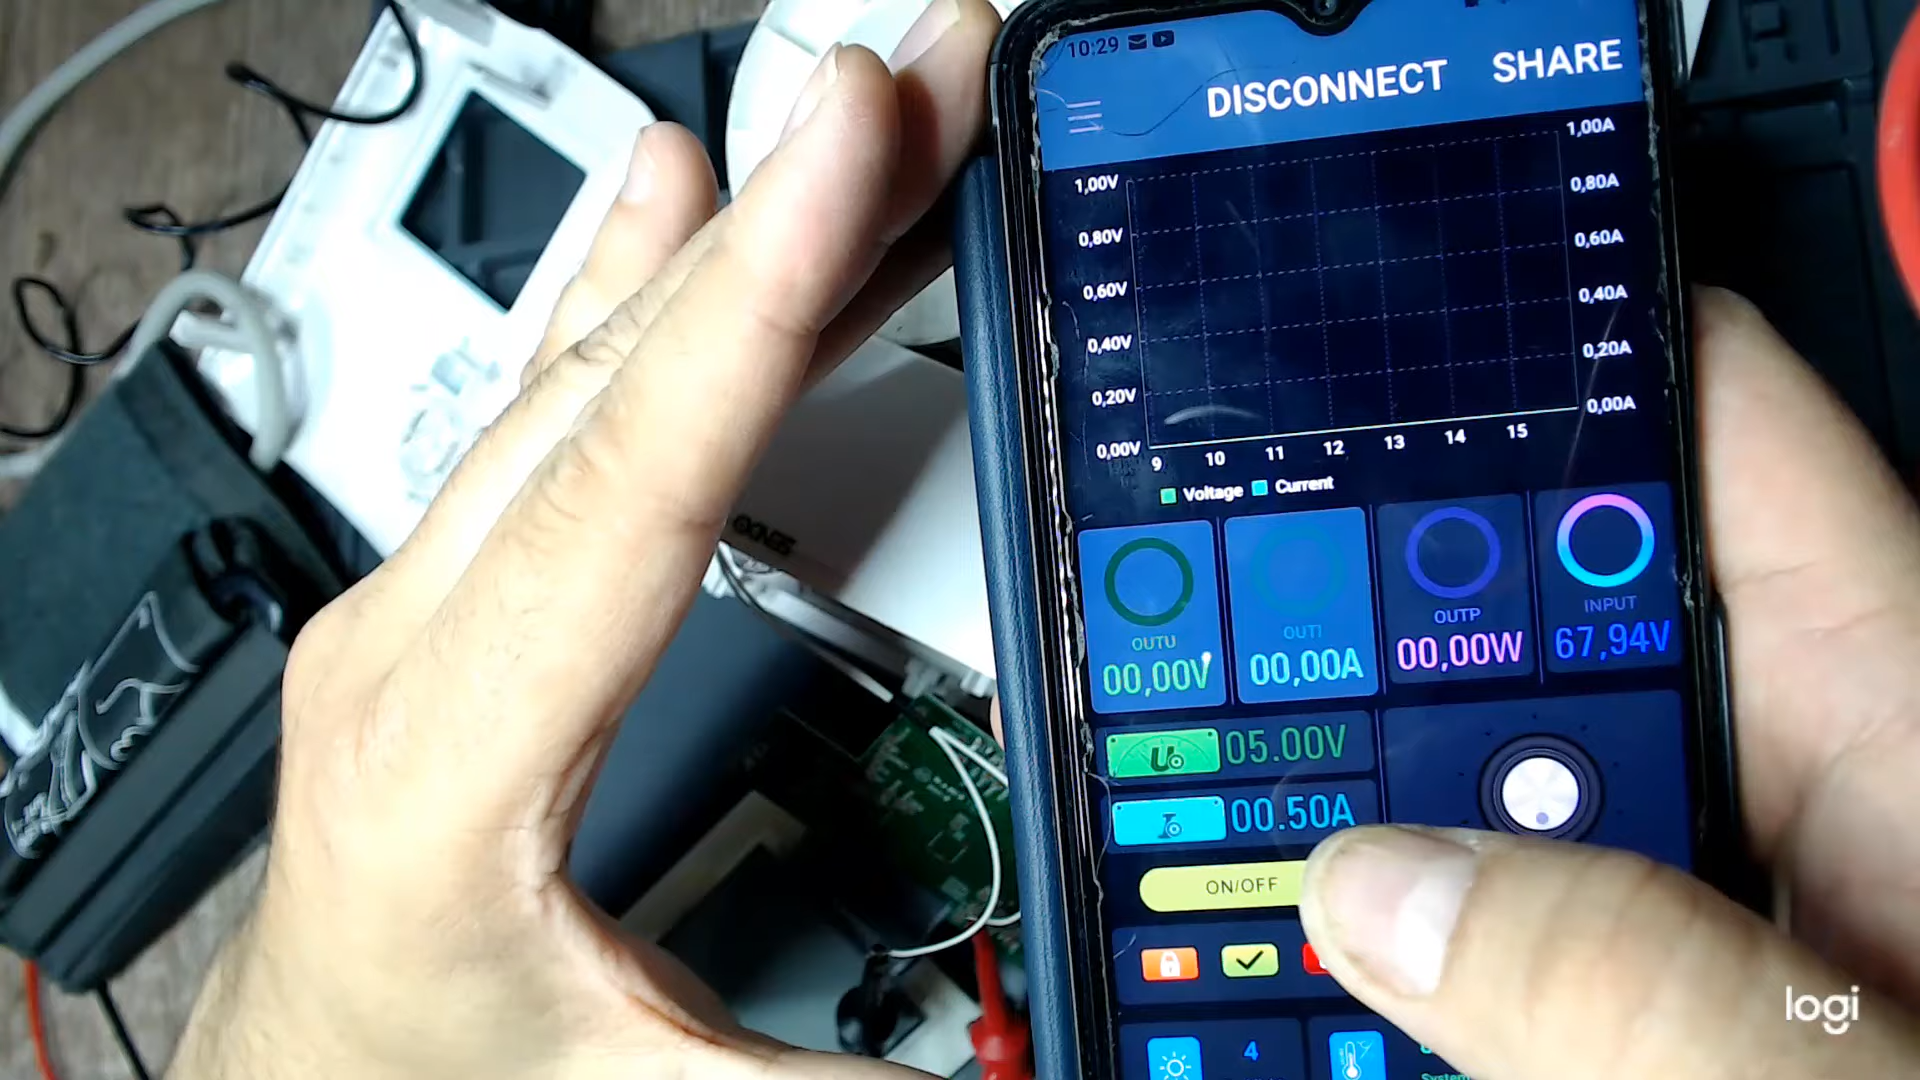 10:29
DISCONNECT SHARE
1,00A
1,00V
0,80A
0,80V
0,60A
0,60V
0,40A
0,40V
0,20A
0,20V
0,00A
0,00V
9 10 11 12 13 14 15
Voltage Current
OUTU OUTI OUTP INPUT
00,00V 00,00A 00,00W 67,94V
U 05.00V
I 00.50A
ON/OFF
4
System
logi